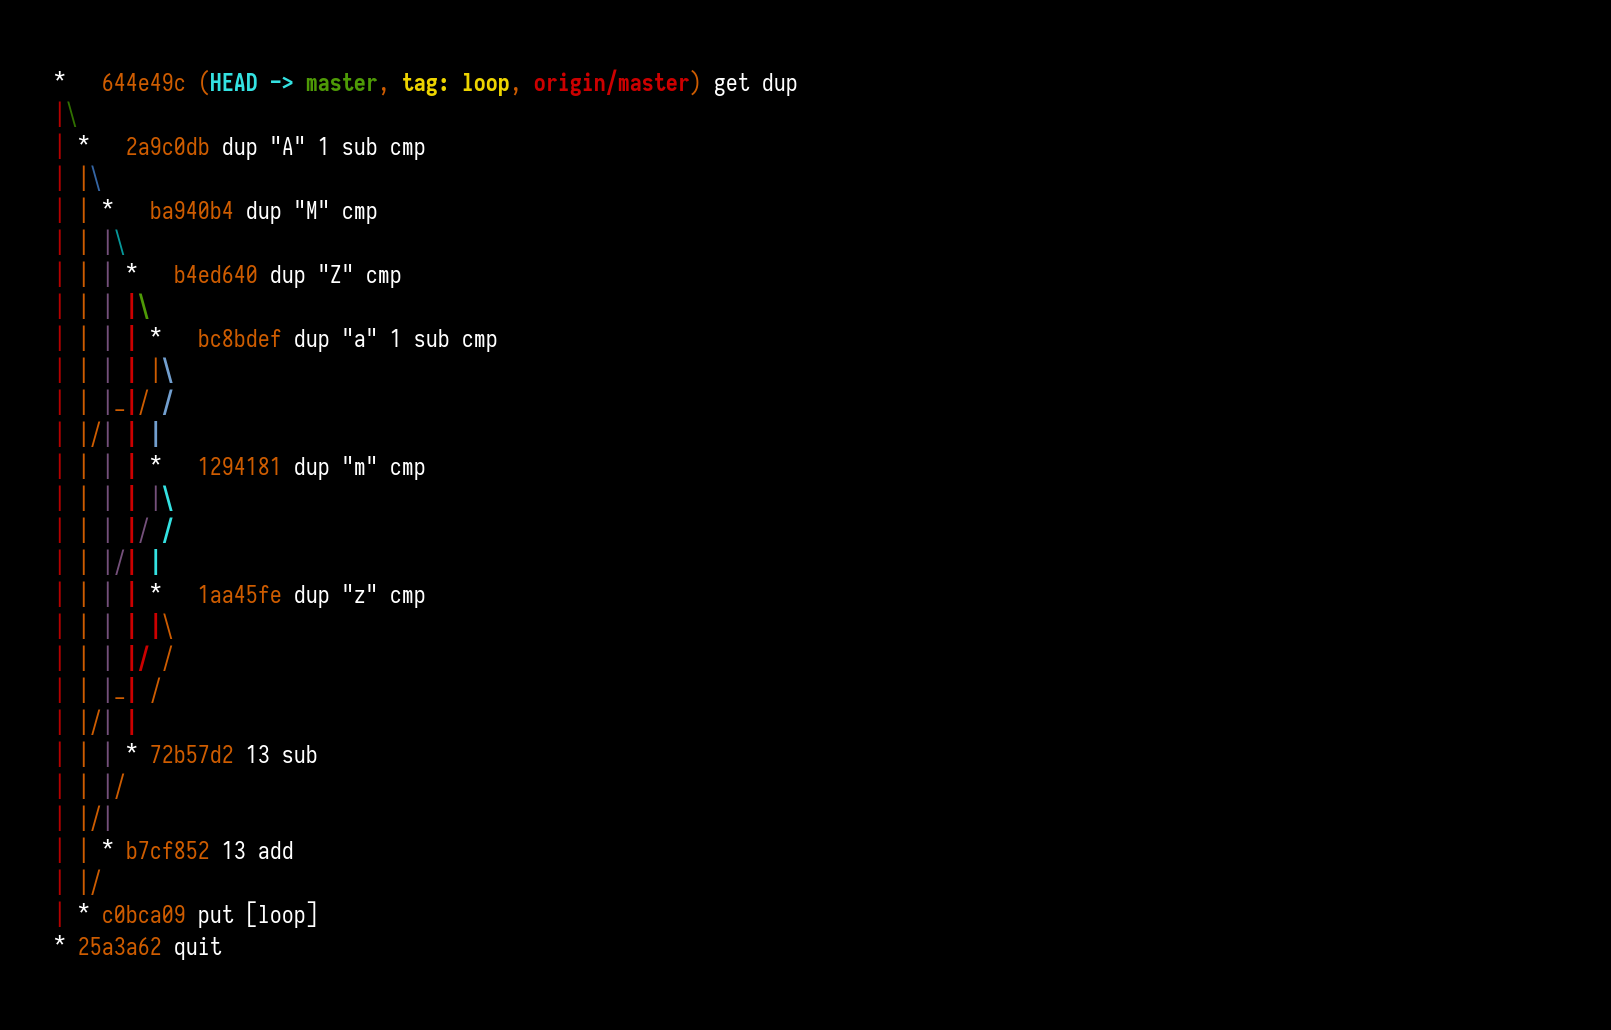 * 644e49c (HEAD -> master, tag: loop, origin/master) get dup
|\
| * 2a9c0db dup "A" 1 sub cmp
| |\
| | * ba940b4 dup "M" cmp
| | |\
| | | * b4ed640 dup "Z" cmp
| | | |\
| | | | * bc8bdef dup "a" 1 sub cmp
| | | | |\
| | |_|/ /
| |/| | |
| | | | * 1294181 dup "m" cmp
| | | | |\
| | | |/ /
| | |/| |
| | | | * 1aa45fe dup "z" cmp
| | | | |\
| | | |/ /
| | |_| /
| |/| |
| | | * 72b57d2 13 sub
| | |/
| |/|
| | * b7cf852 13 add
| |/
| * c0bca09 put [loop]
* 25a3a62 quit